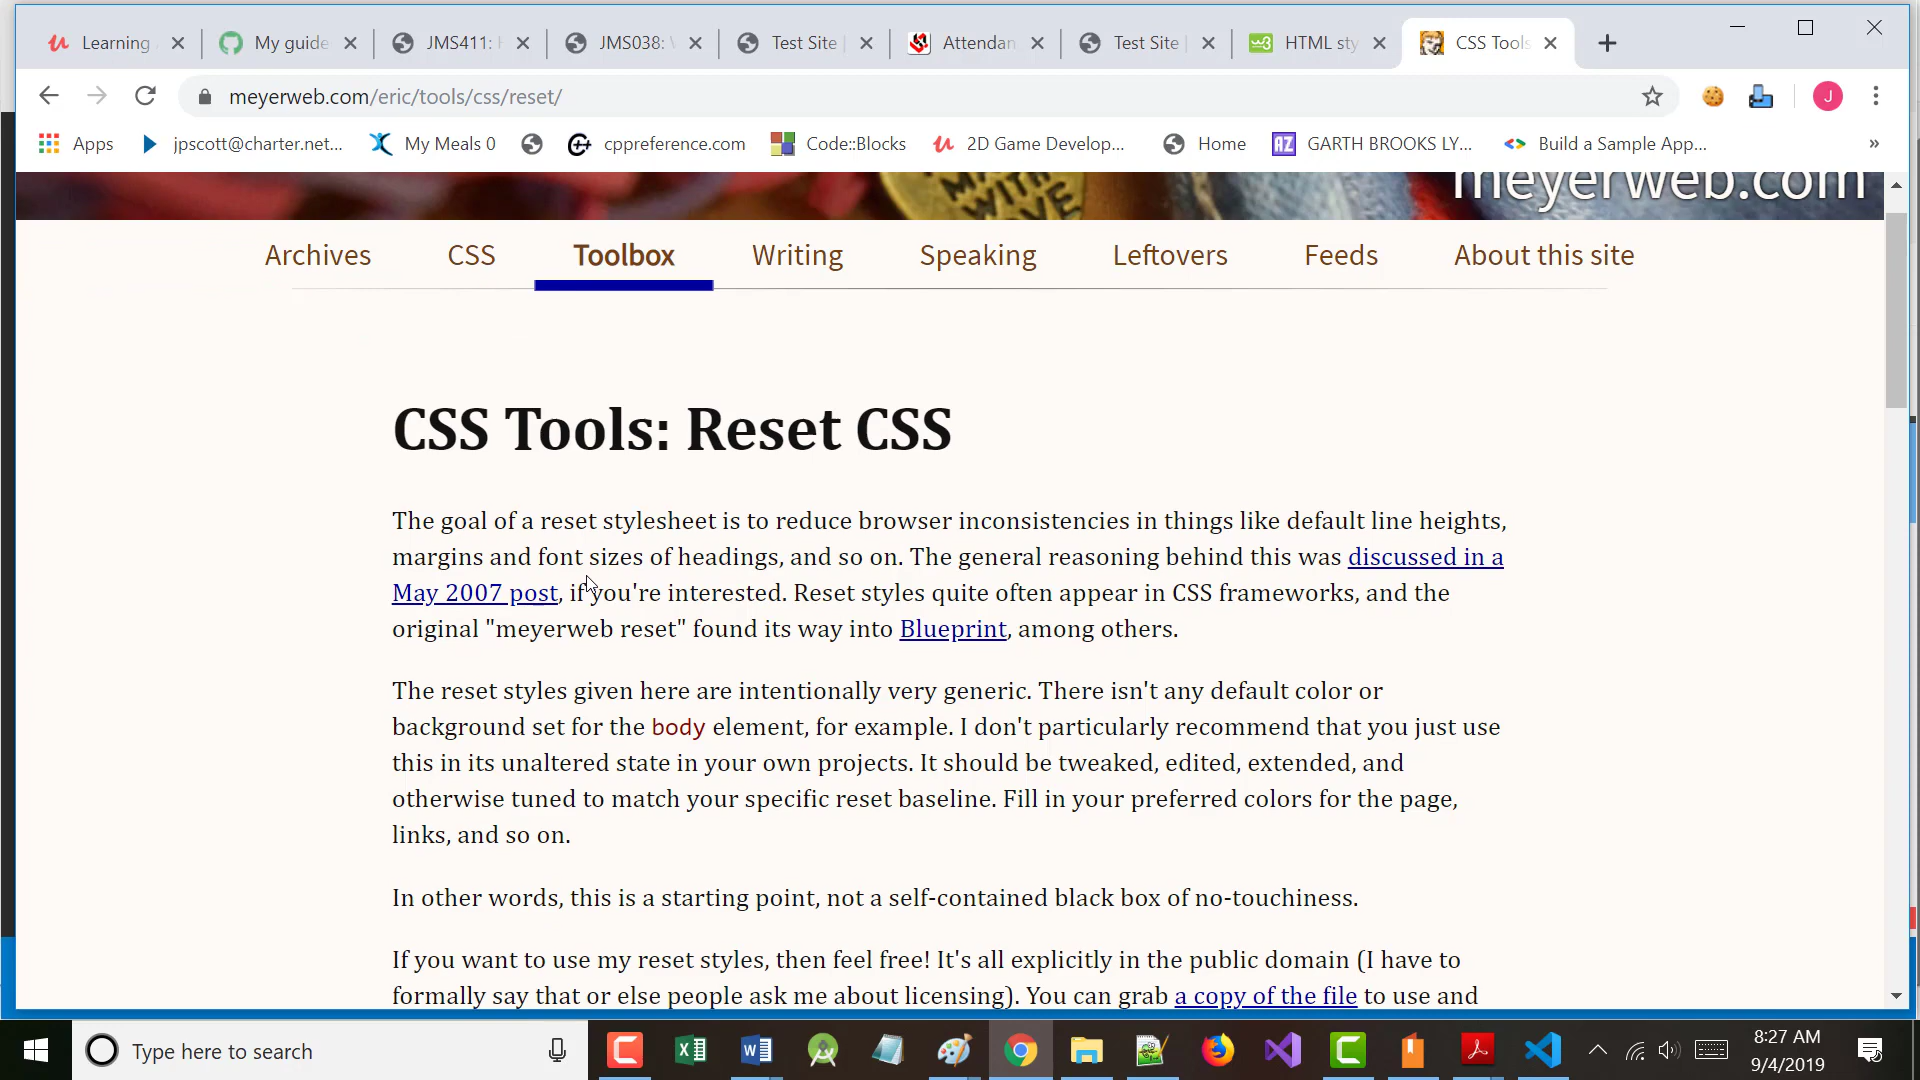 Learning
My guide
JMS411:
JMS038:
Test Site
Attendan
Test Site
HTML sty
CSS Tools
meyerweb.com/eric/tools/css/reset/
J
Apps
jpscott@charter.net...
My Meals 0
cppreference.com
Code::Blocks
2D Game Develop...
Home
AZ
GARTH BROOKS LY...
Build a Sample App...
»
MADE
WITH
LOVE
meyerweb.com
Archives
CSS
Toolbox
Writing
Speaking
Leftovers
Feeds
About this site
CSS Tools: Reset CSS
The goal of a reset stylesheet is to reduce browser inconsistencies in things like default line heights,
margins and font sizes of headings, and so on. The general reasoning behind this was discussed in a
May 2007 post, if you're interested. Reset styles quite often appear in CSS frameworks, and the
original "meyerweb reset" found its way into Blueprint, among others.
The reset styles given here are intentionally very generic. There isn't any default color or
background set for the body element, for example. I don't particularly recommend that you just use
this in its unaltered state in your own projects. It should be tweaked, edited, extended, and
otherwise tuned to match your specific reset baseline. Fill in your preferred colors for the page,
links, and so on.
In other words, this is a starting point, not a self-contained black box of no-touchiness.
If you want to use my reset styles, then feel free! It's all explicitly in the public domain (I have to
formally say that or else people ask me about licensing). You can grab a copy of the file to use and
Type here to search
8:27 AM
9/4/2019